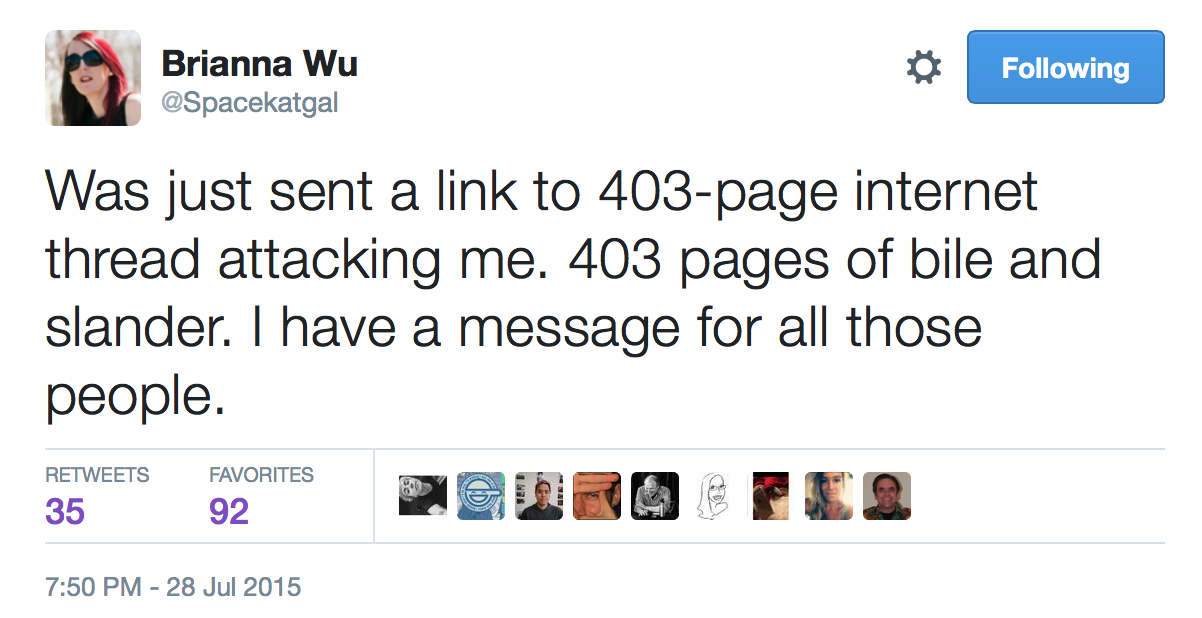 Brianna Wu
@Spacekatgal
Following
Was just sent a link to 403-page internet
thread attacking me. 403 pages of bile and
slander. I have a message for all those
people.
RETWEETS
35
FAVORITES
92
7:50 PM - 28 Jul 2015